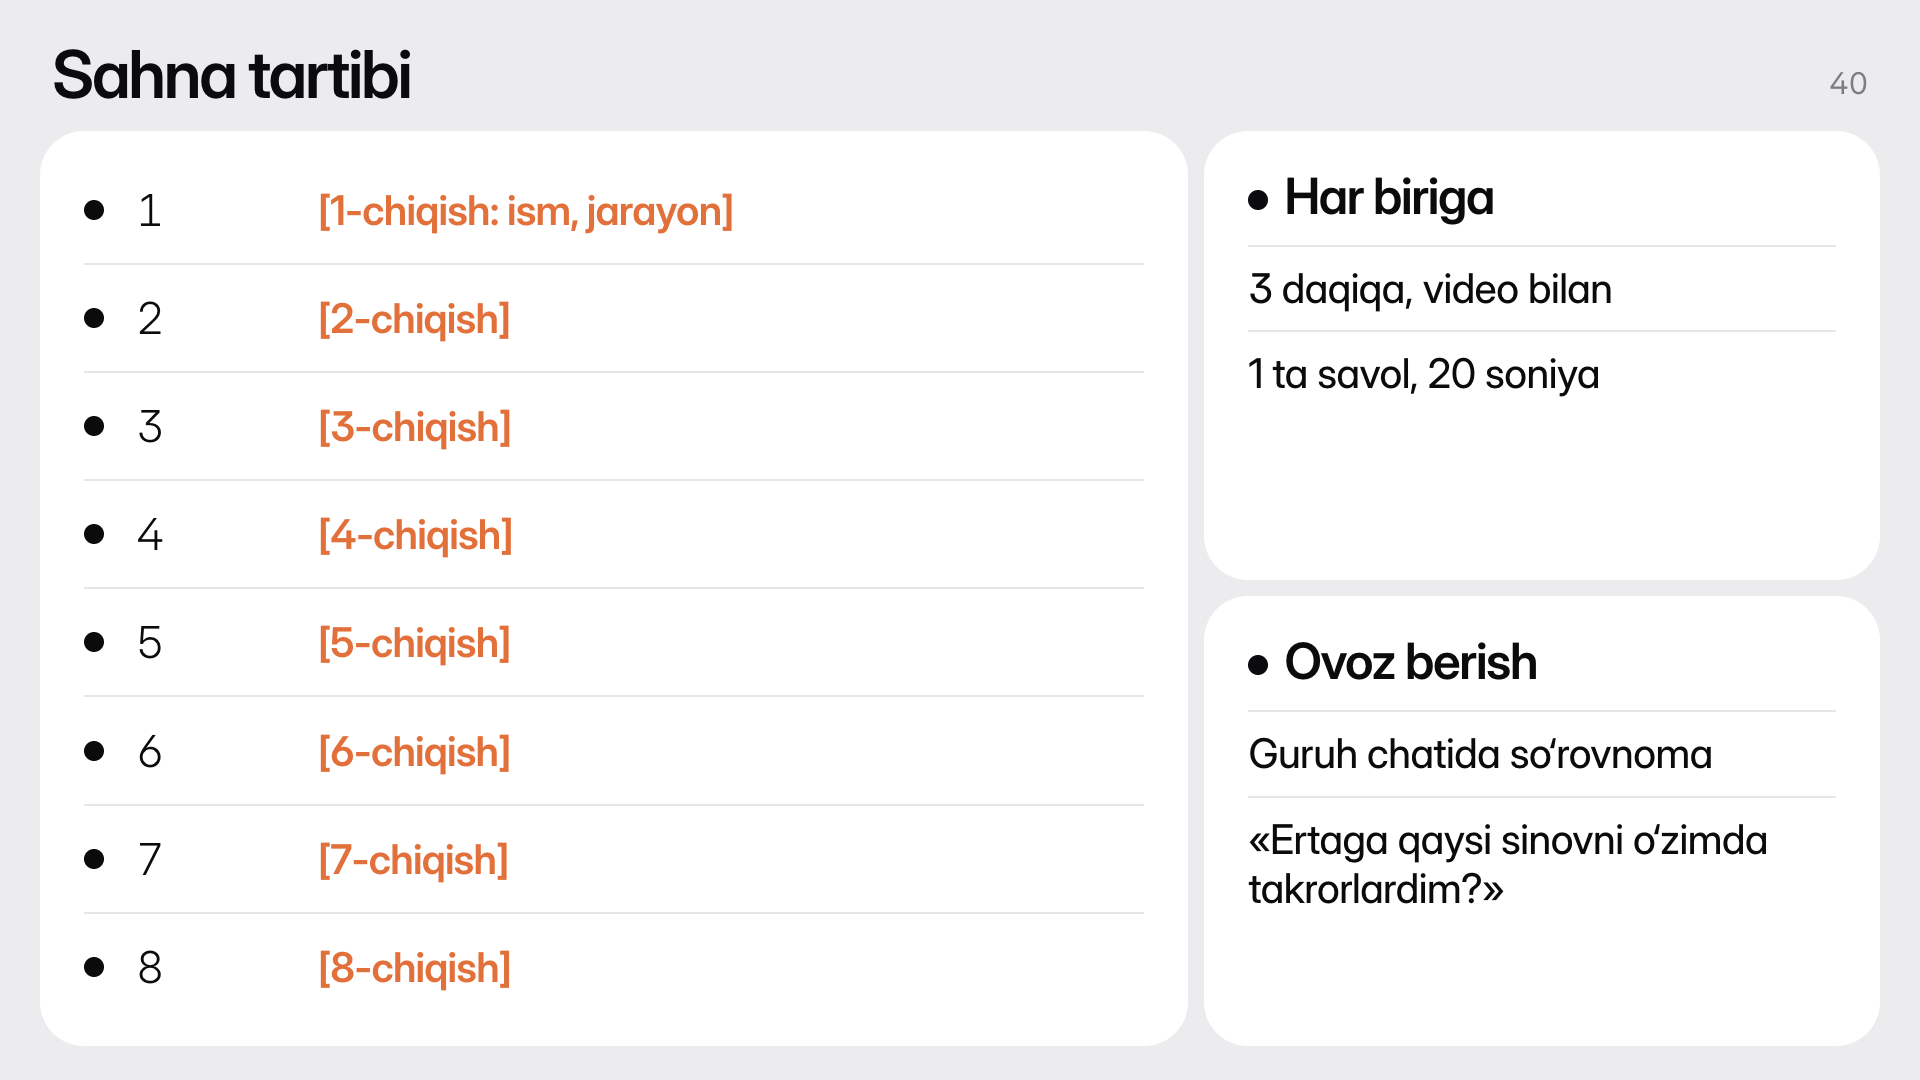 Sahna tartibi
40
● 1 [1-chiqish: ism, jarayon]
● 2 [2-chiqish]
● 3 [3-chiqish]
● 4 [4-chiqish]
● 5 [5-chiqish]
● 6 [6-chiqish]
● 7 [7-chiqish]
● 8 [8-chiqish]
● Har biriga
3 daqiqa, video bilan
1 ta savol, 20 soniya
● Ovoz berish
Guruh chatida so‘rovnoma
«Ertaga qaysi sinovni o‘zimda
takrorlardim?»